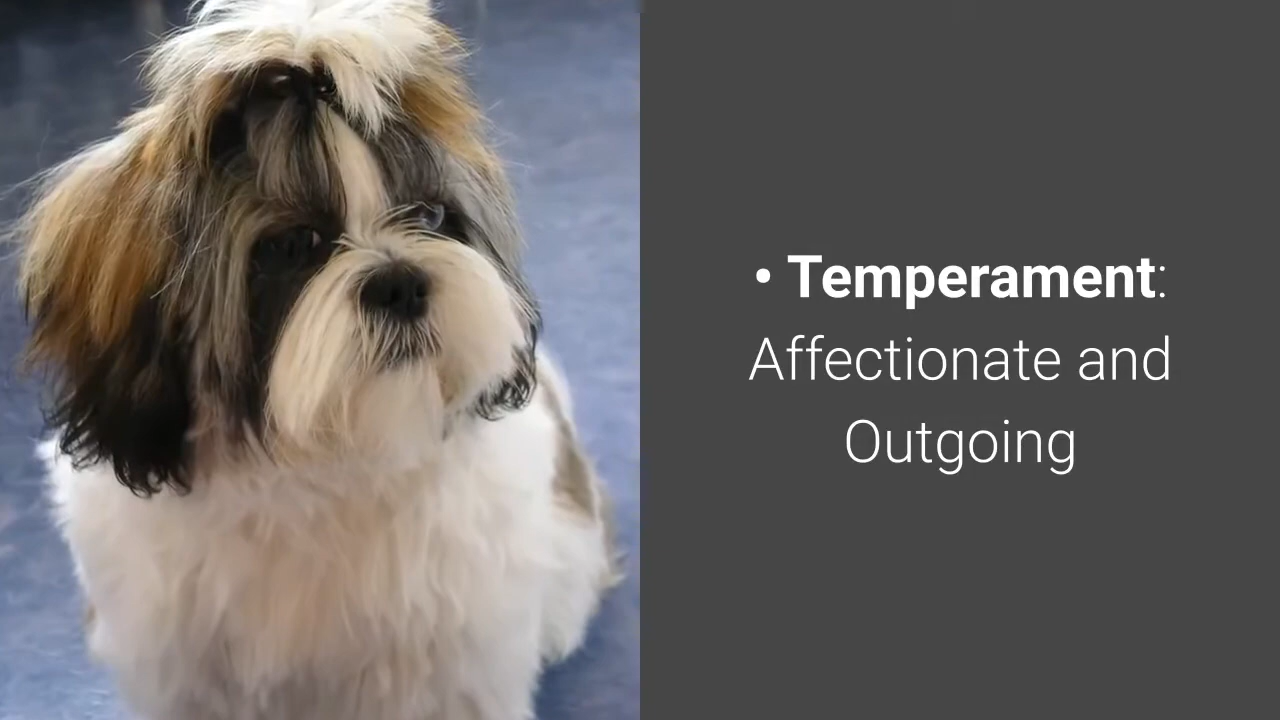 • Temperament:
Affectionate and
Outgoing